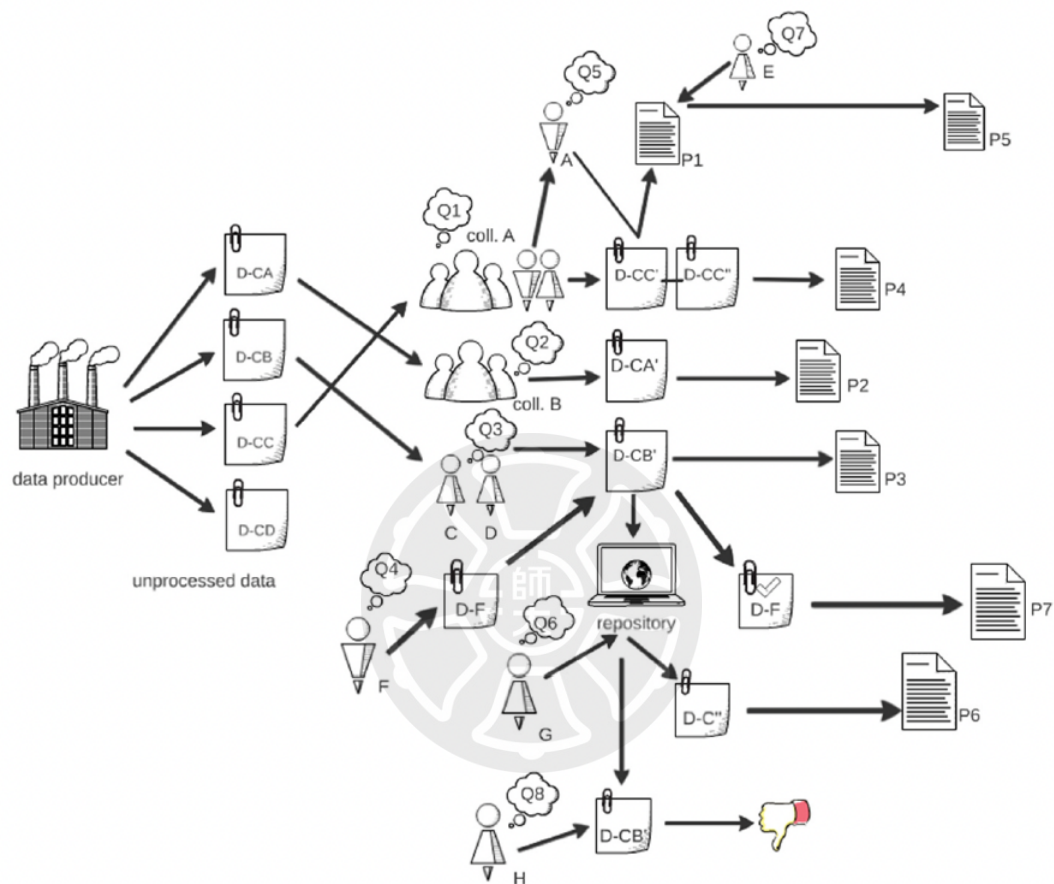 Q7
E
Q5
A
P1
P5
Q1
coll. A
D-CA
D-CC'
D-CC"
P4
D-CB
Q2
D-CA'
coll. B
P2
D-CC
Q3
D-CB'
P3
data producer
D-CD
C
D
unprocessed data
Q4
師
D-F
D-F
P7
Q6
repository
F
G
D-C"
P6
Q8
D-CB'
H